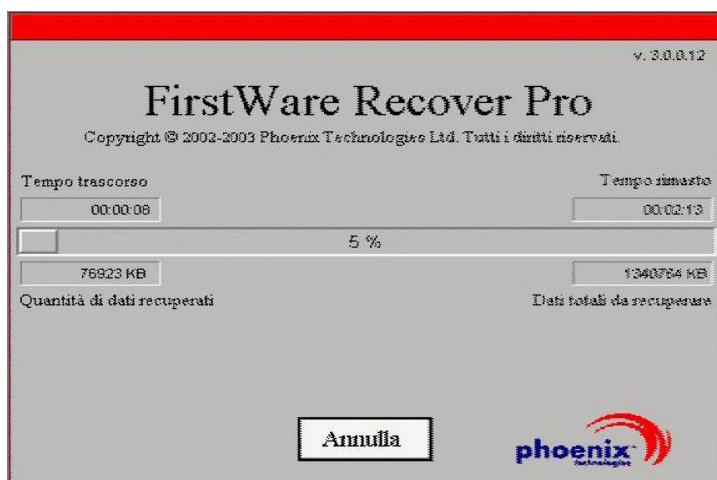 v. 3.0.0.12
FirstWare Recover Pro
Copyright © 2002-2003 Phoenix Technologies Ltd. Tutti i diritti riservati.
Tempo trascorso
Tempo rimasto
00:00:08
00:02:13
5 %
76923 KB
1340764 KB
Quantità di dati recuperati
Dati totali da recuperare
Annulla
phoenix
technologies